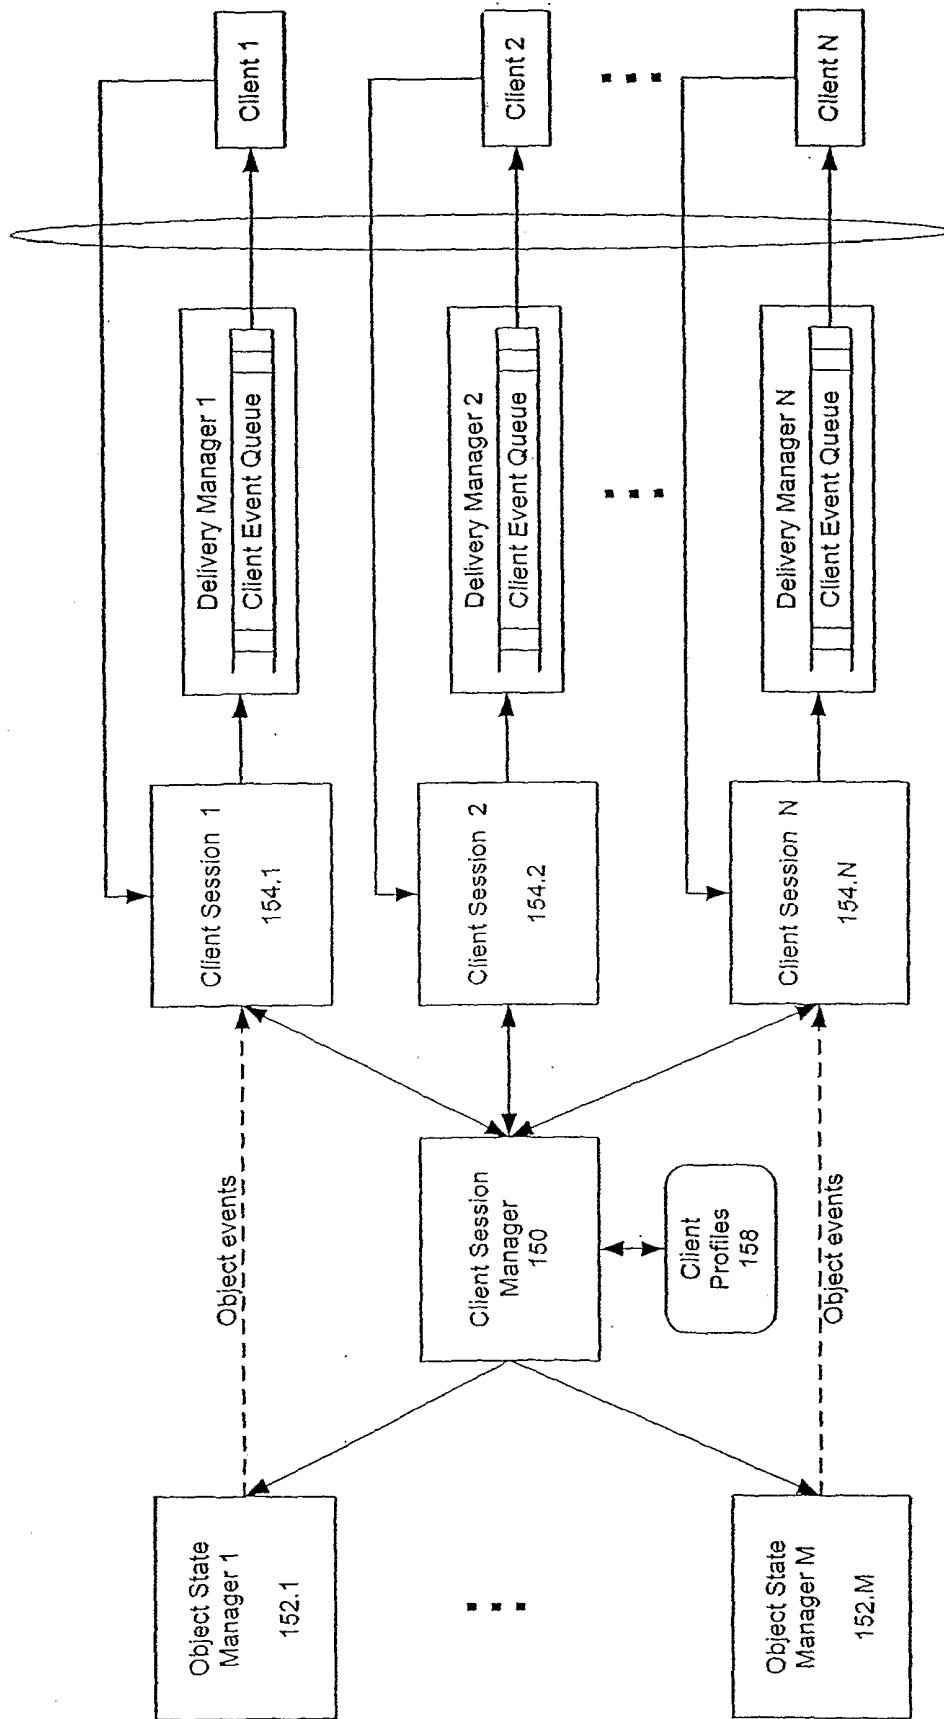 Object State
Manager 1
152.1
Object State
Manager M
152.M
Object events
Object events
Client Session
Manager
150
Client
Profiles
158
Client Session 1
154.1
Client Session 2
154.2
Client Session N
154.N
Delivery Manager 1
Client Event Queue
Delivery Manager 2
Client Event Queue
Delivery Manager N
Client Event Queue
Client 1
Client 2
Client N